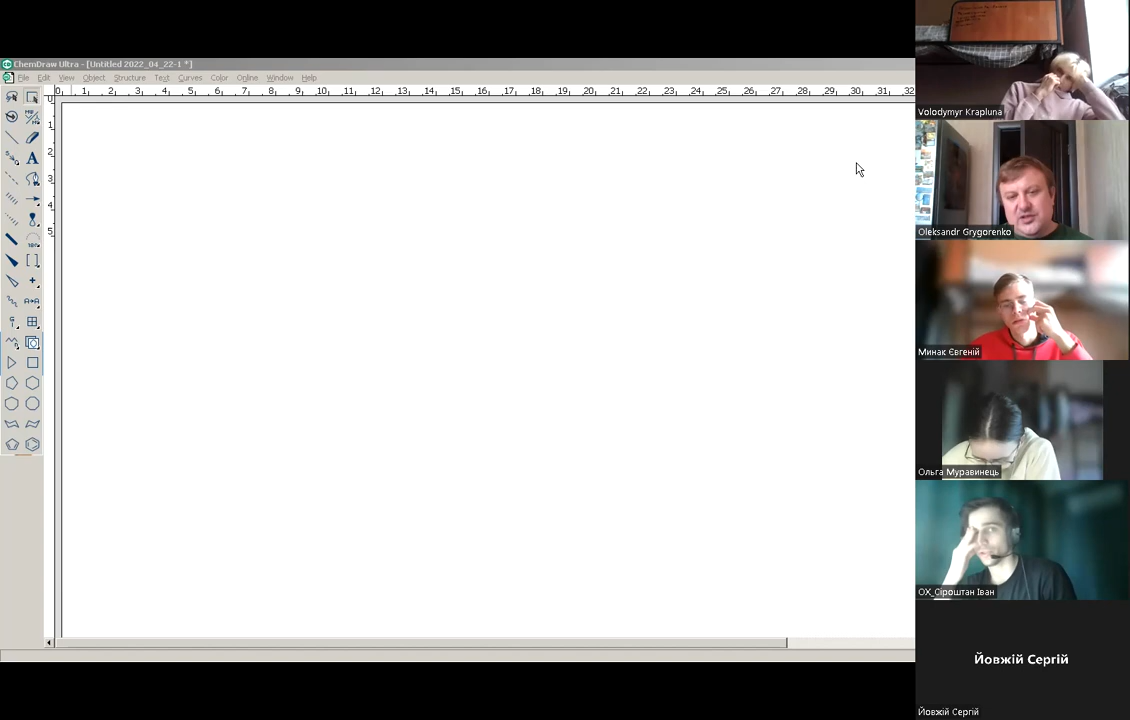 ChemDraw Ultra - [Untitled 2022_04_22-1 *]
File Edit View Object Structure Text Curves Color Online Window Help
0 1 2 3 4 5 6 7 8 9 10 11 12 13 14 15 16 17 18 19 20 21 22 23 24 25 26 27 28 29 30 31 32
0
1
2
3
4
5
A
Volodymyr Krapluna
Oleksandr Grygorenko
Минак Євгеній
Ольга Муравинець
ОХ_Сіроштан Іван
Йовжій Сергій
Йовжій Сергій